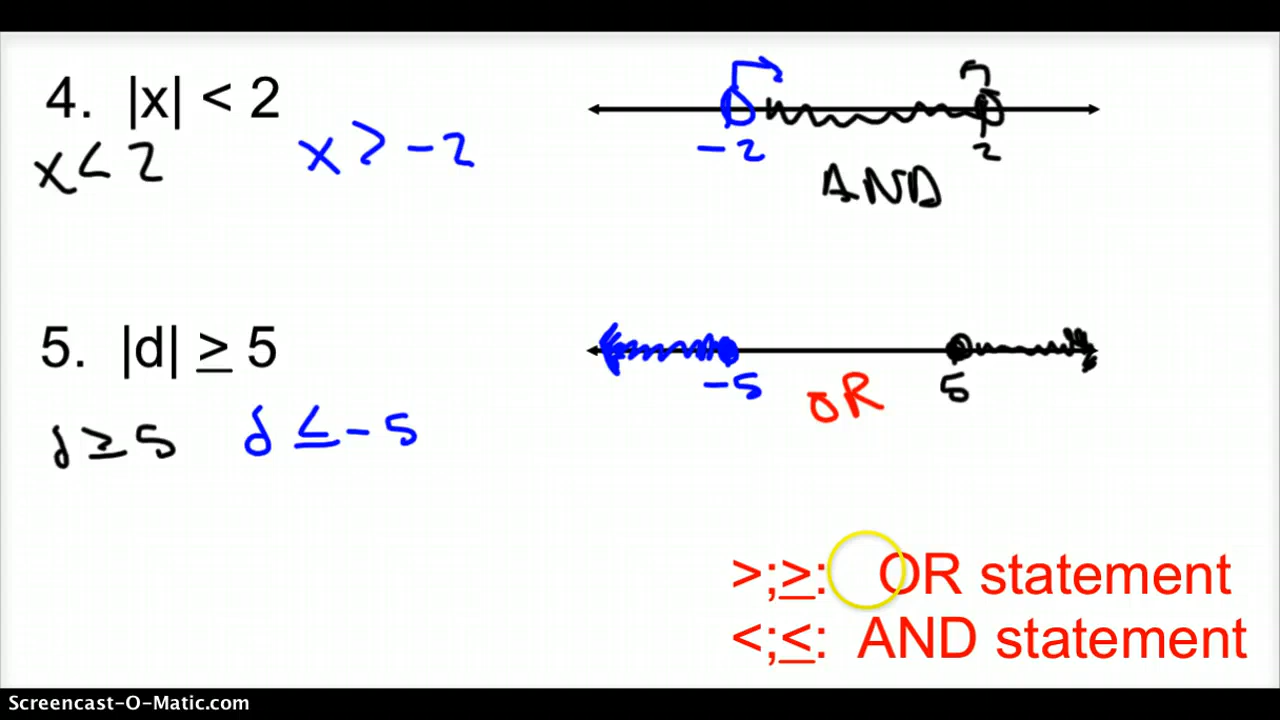 4. |x| < 2
x < 2 x > -2
-2 2
AND
5. |d| ≥ 5
-5 OR 5
d ≥ 5 d ≤ -5
>;≥: OR statement
<;≤: AND statement
Screencast-O-Matic.com